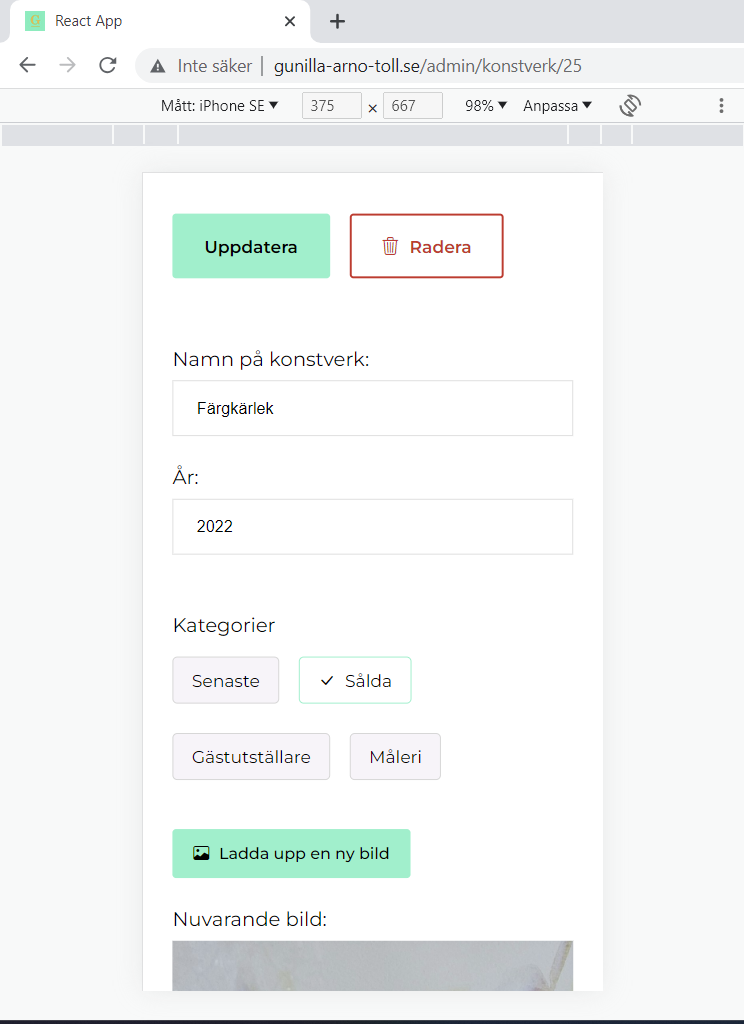 G React App
Inte säker | gunilla-arno-toll.se/admin/konstverk/25
Mått: iPhone SE 375 × 667 98% Anpassa
Uppdatera Radera
Namn på konstverk:
Färgkärlek
År:
2022
Kategorier
Senaste Sålda
Gästutställare Måleri
Ladda upp en ny bild
Nuvarande bild: